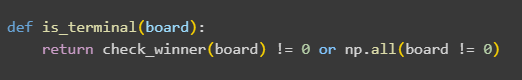 def is_terminal(board):
    return check_winner(board) != 0 or np.all(board != 0)